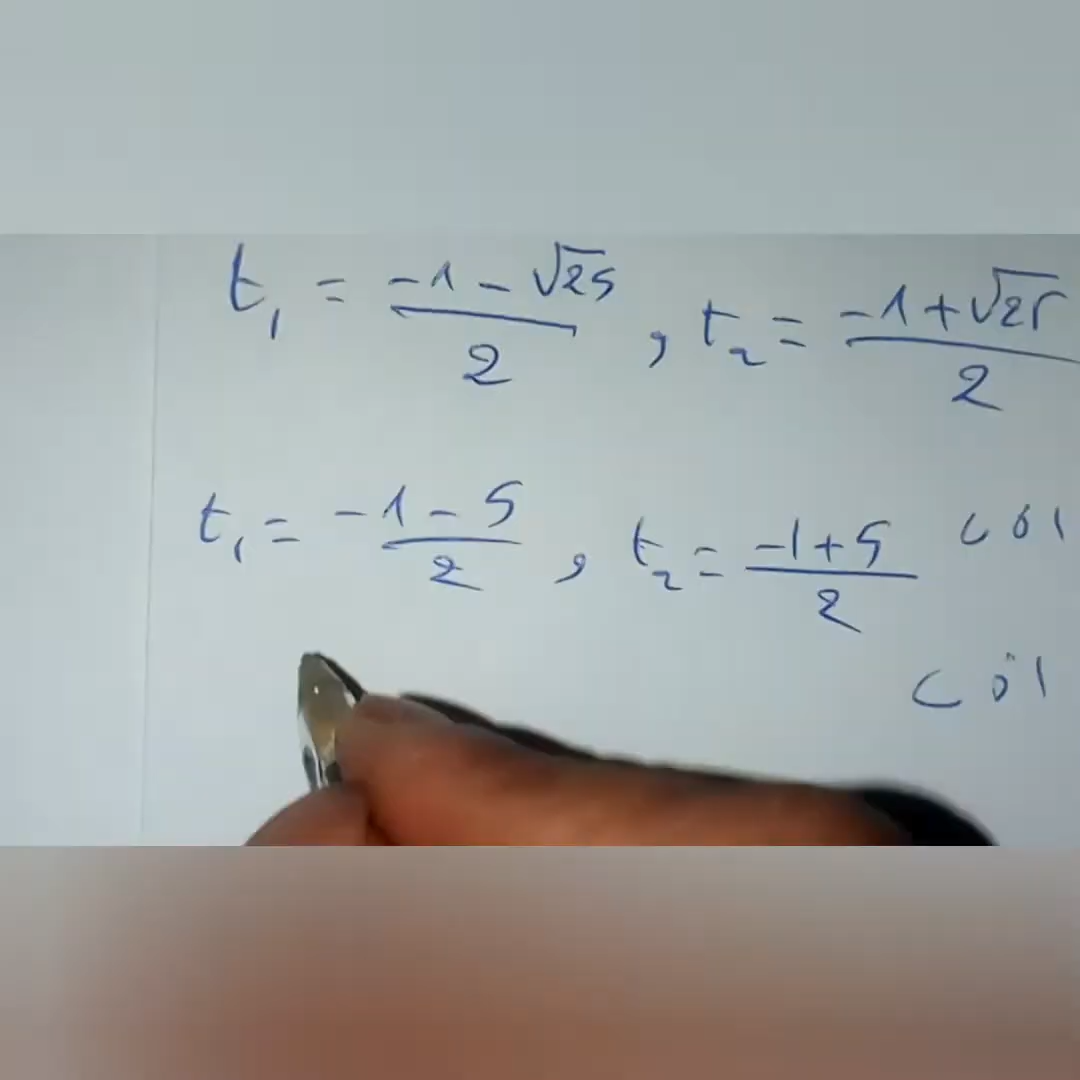 t₁ = (-1 - √25)/2 , t₂ = (-1 + √25)/2
t₁ = (-1 - 5)/2 , t₂ = (-1 + 5)/2